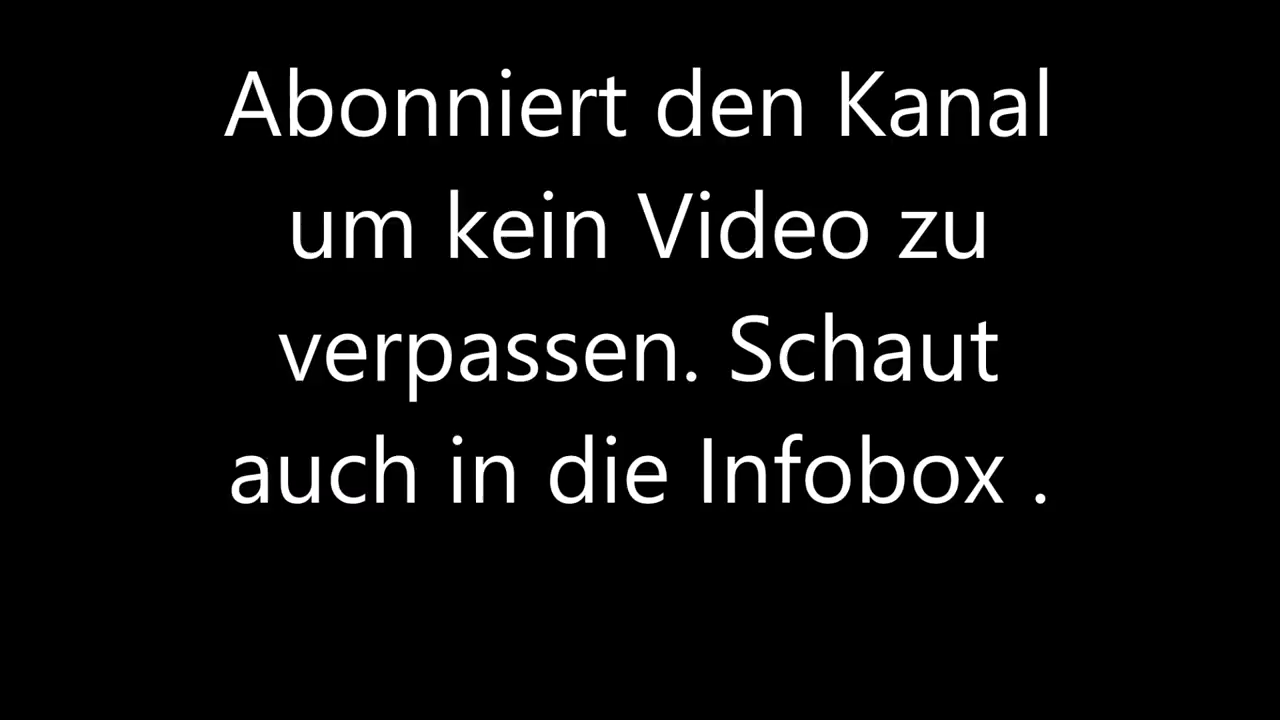 Abonniert den Kanal
um kein Video zu
verpassen. Schaut
auch in die Infobox .